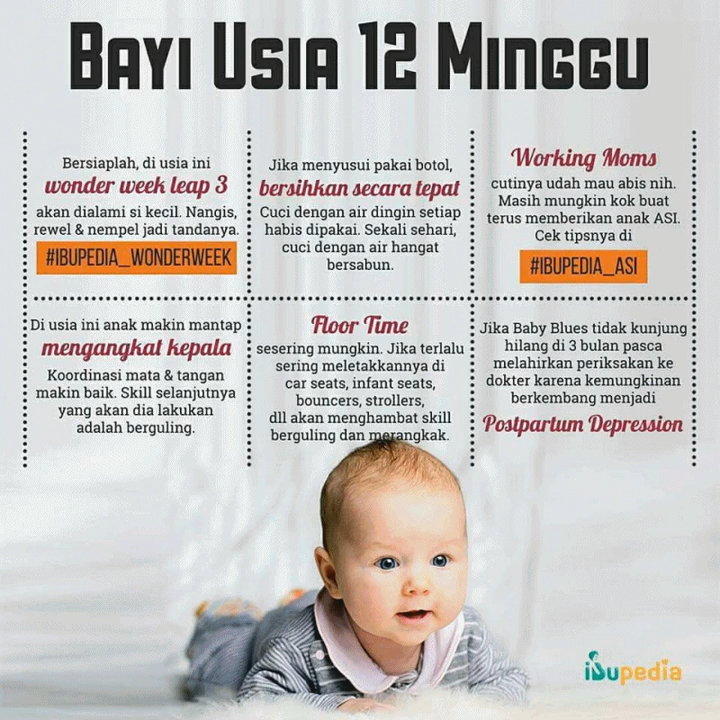 BAYI USIA 12 MINGGU
Bersiaplah, di usia ini
wonder week leap 3
akan dialami si kecil. Nangis,
rewel & nempel jadi tandanya.
#IBUPEDIA_WONDERWEEK
Jika menyusui pakai botol,
bersihkan secara tepat
Cuci dengan air dingin setiap
habis dipakai. Sekali sehari,
cuci dengan air hangat
bersabun.
Working Moms
cutinya udah mau abis nih.
Masih mungkin kok buat
terus memberikan anak ASI.
Cek tipsnya di
#IBUPEDIA_ASI
Di usia ini anak makin mantap
mengangkat kepala
Koordinasi mata & tangan
makin baik. Skill selanjutnya
yang akan dia lakukan
adalah berguling.
Floor Time
sesering mungkin. Jika terlalu
sering meletakkannya di
car seats, infant seats,
bouncers, strollers,
dll akan menghambat skill
berguling dan merangkak.
Jika Baby Blues tidak kunjung
hilang di 3 bulan pasca
melahirkan periksakan ke
dokter karena kemungkinan
berkembang menjadi
Postpartum Depression
ibupedia